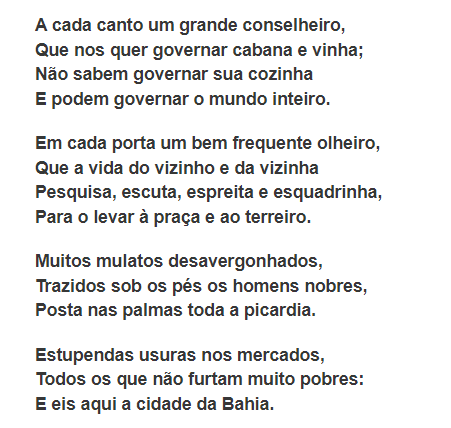 A cada canto um grande conselheiro,
Que nos quer governar cabana e vinha;
Não sabem governar sua cozinha
E podem governar o mundo inteiro.
Em cada porta um bem frequente olheiro,
Que a vida do vizinho e da vizinha
Pesquisa, escuta, espreita e esquadrinha,
Para o levar à praça e ao terreiro.
Muitos mulatos desavergonhados,
Trazidos sob os pés os homens nobres,
Posta nas palmas toda a picardia.
Estupendas usuras nos mercados,
Todos os que não furtam muito pobres:
E eis aqui a cidade da Bahia.